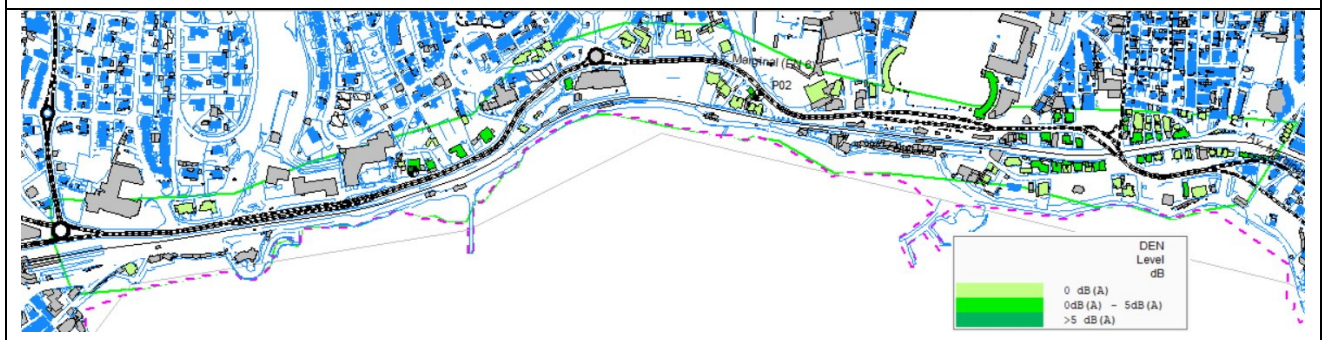 Marginal (EN 6)
P02
DEN
Level
dB
0 dB(A)
0dB(A) - 5dB(A)
>5 dB(A)